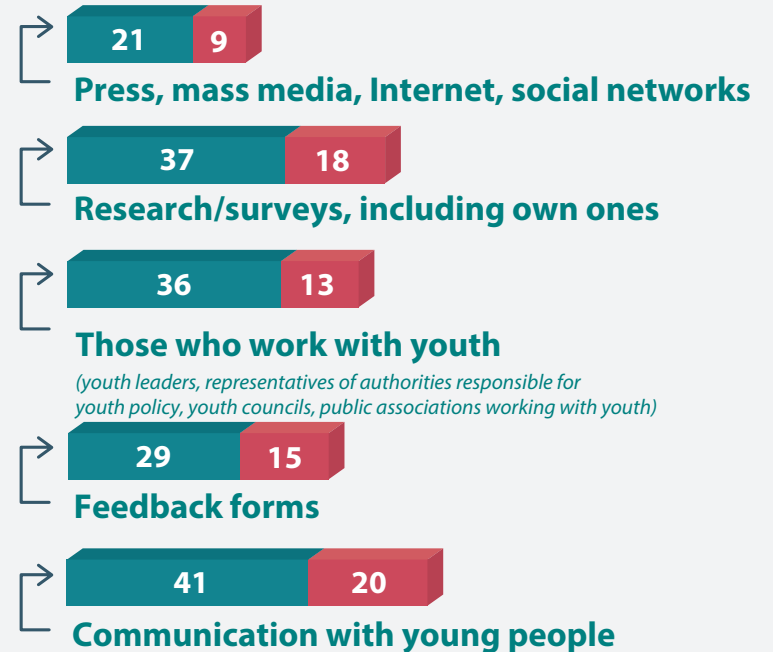 21 9
Press, mass media, Internet, social networks
37 18
Research/surveys, including own ones
36 13
Those who work with youth
(youth leaders, representatives of authorities responsible for
youth policy, youth councils, public associations working with youth)
29 15
Feedback forms
41 20
Communication with young people